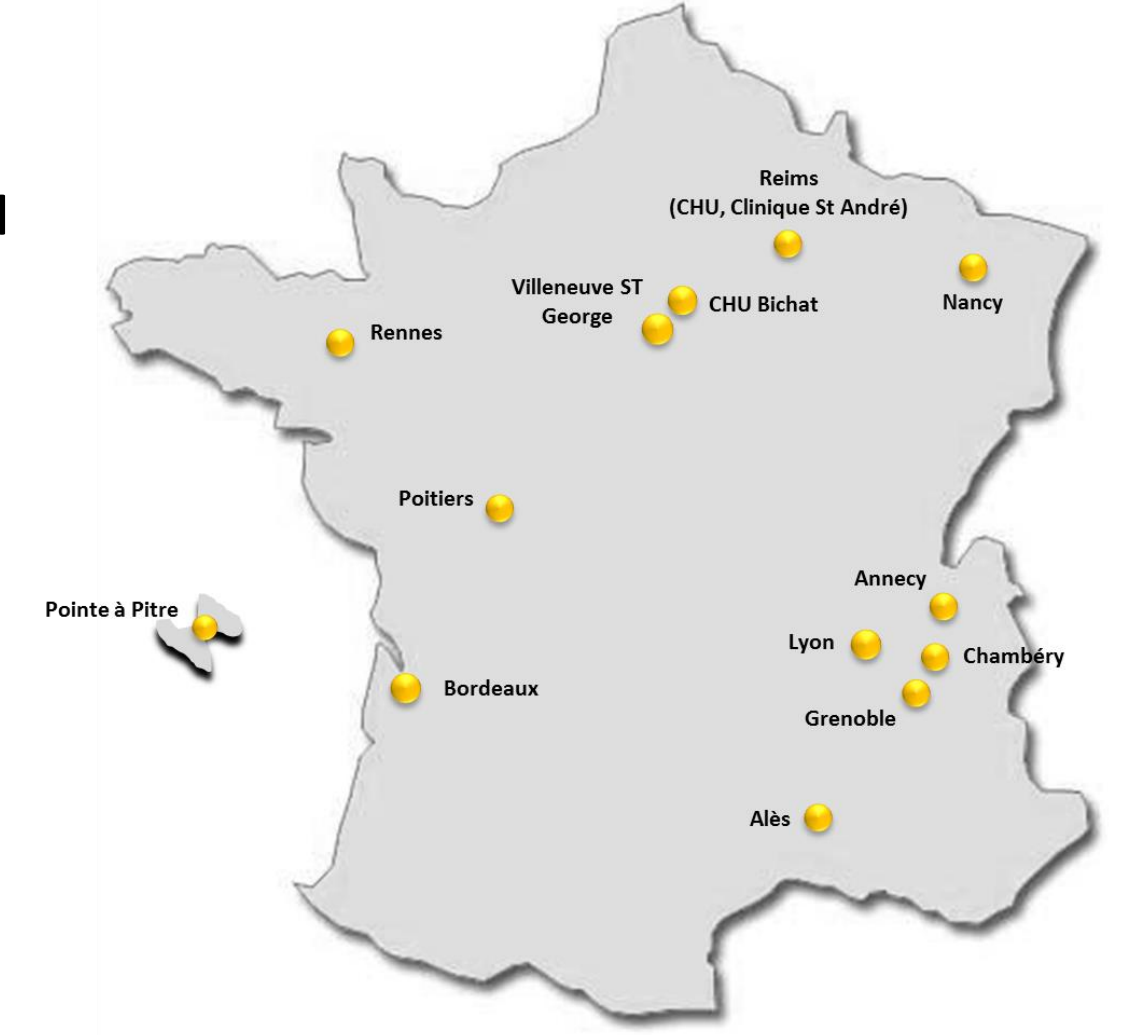 Reims
(CHU, Clinique St André)
Villeneuve ST
George
CHU Bichat
Nancy
Rennes
Poitiers
Annecy
Pointe à Pitre
Lyon
Chambéry
Bordeaux
Grenoble
Alès